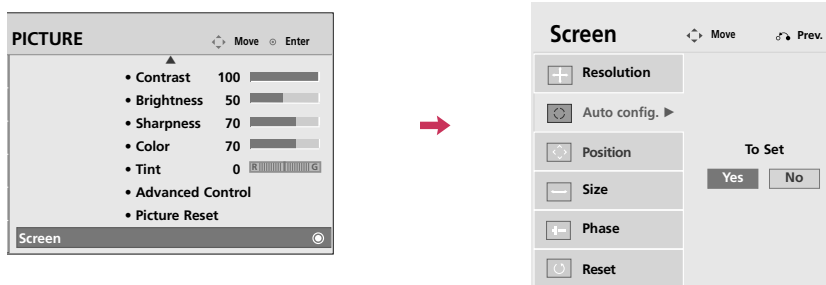 PICTURE Move Enter
• Contrast 100
• Brightness 50
• Sharpness 70
• Color 70
• Tint 0 R G
• Advanced Control
• Picture Reset
Screen
Screen Move Prev.
Resolution
Auto config. ►
Position
Size
Phase
Reset
To Set
Yes No